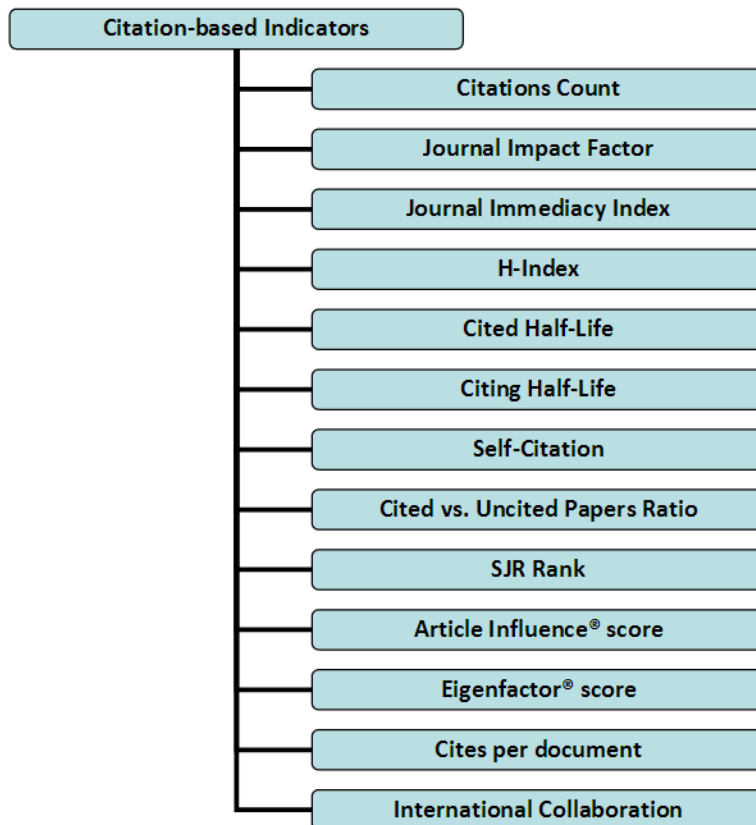 Citation-based Indicators
Citations Count
Journal Impact Factor
Journal Immediacy Index
H-Index
Cited Half-Life
Citing Half-Life
Self-Citation
Cited vs. Uncited Papers Ratio
SJR Rank
Article Influence® score
Eigenfactor® score
Cites per document
International Collaboration